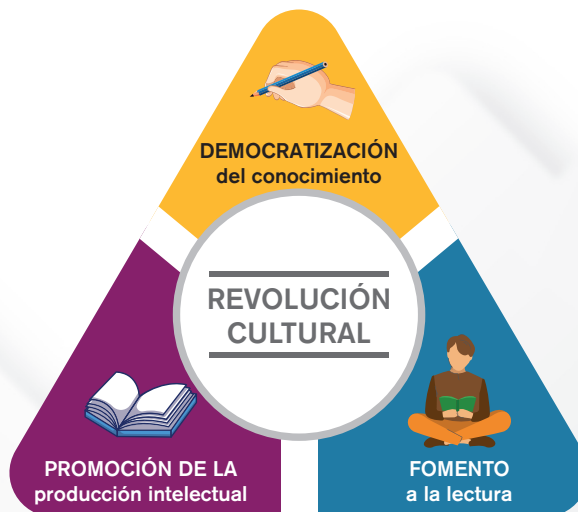 DEMOCRATIZACIÓN
del conocimiento
REVOLUCIÓN
CULTURAL
PROMOCIÓN DE LA
producción intelectual
FOMENTO
a la lectura